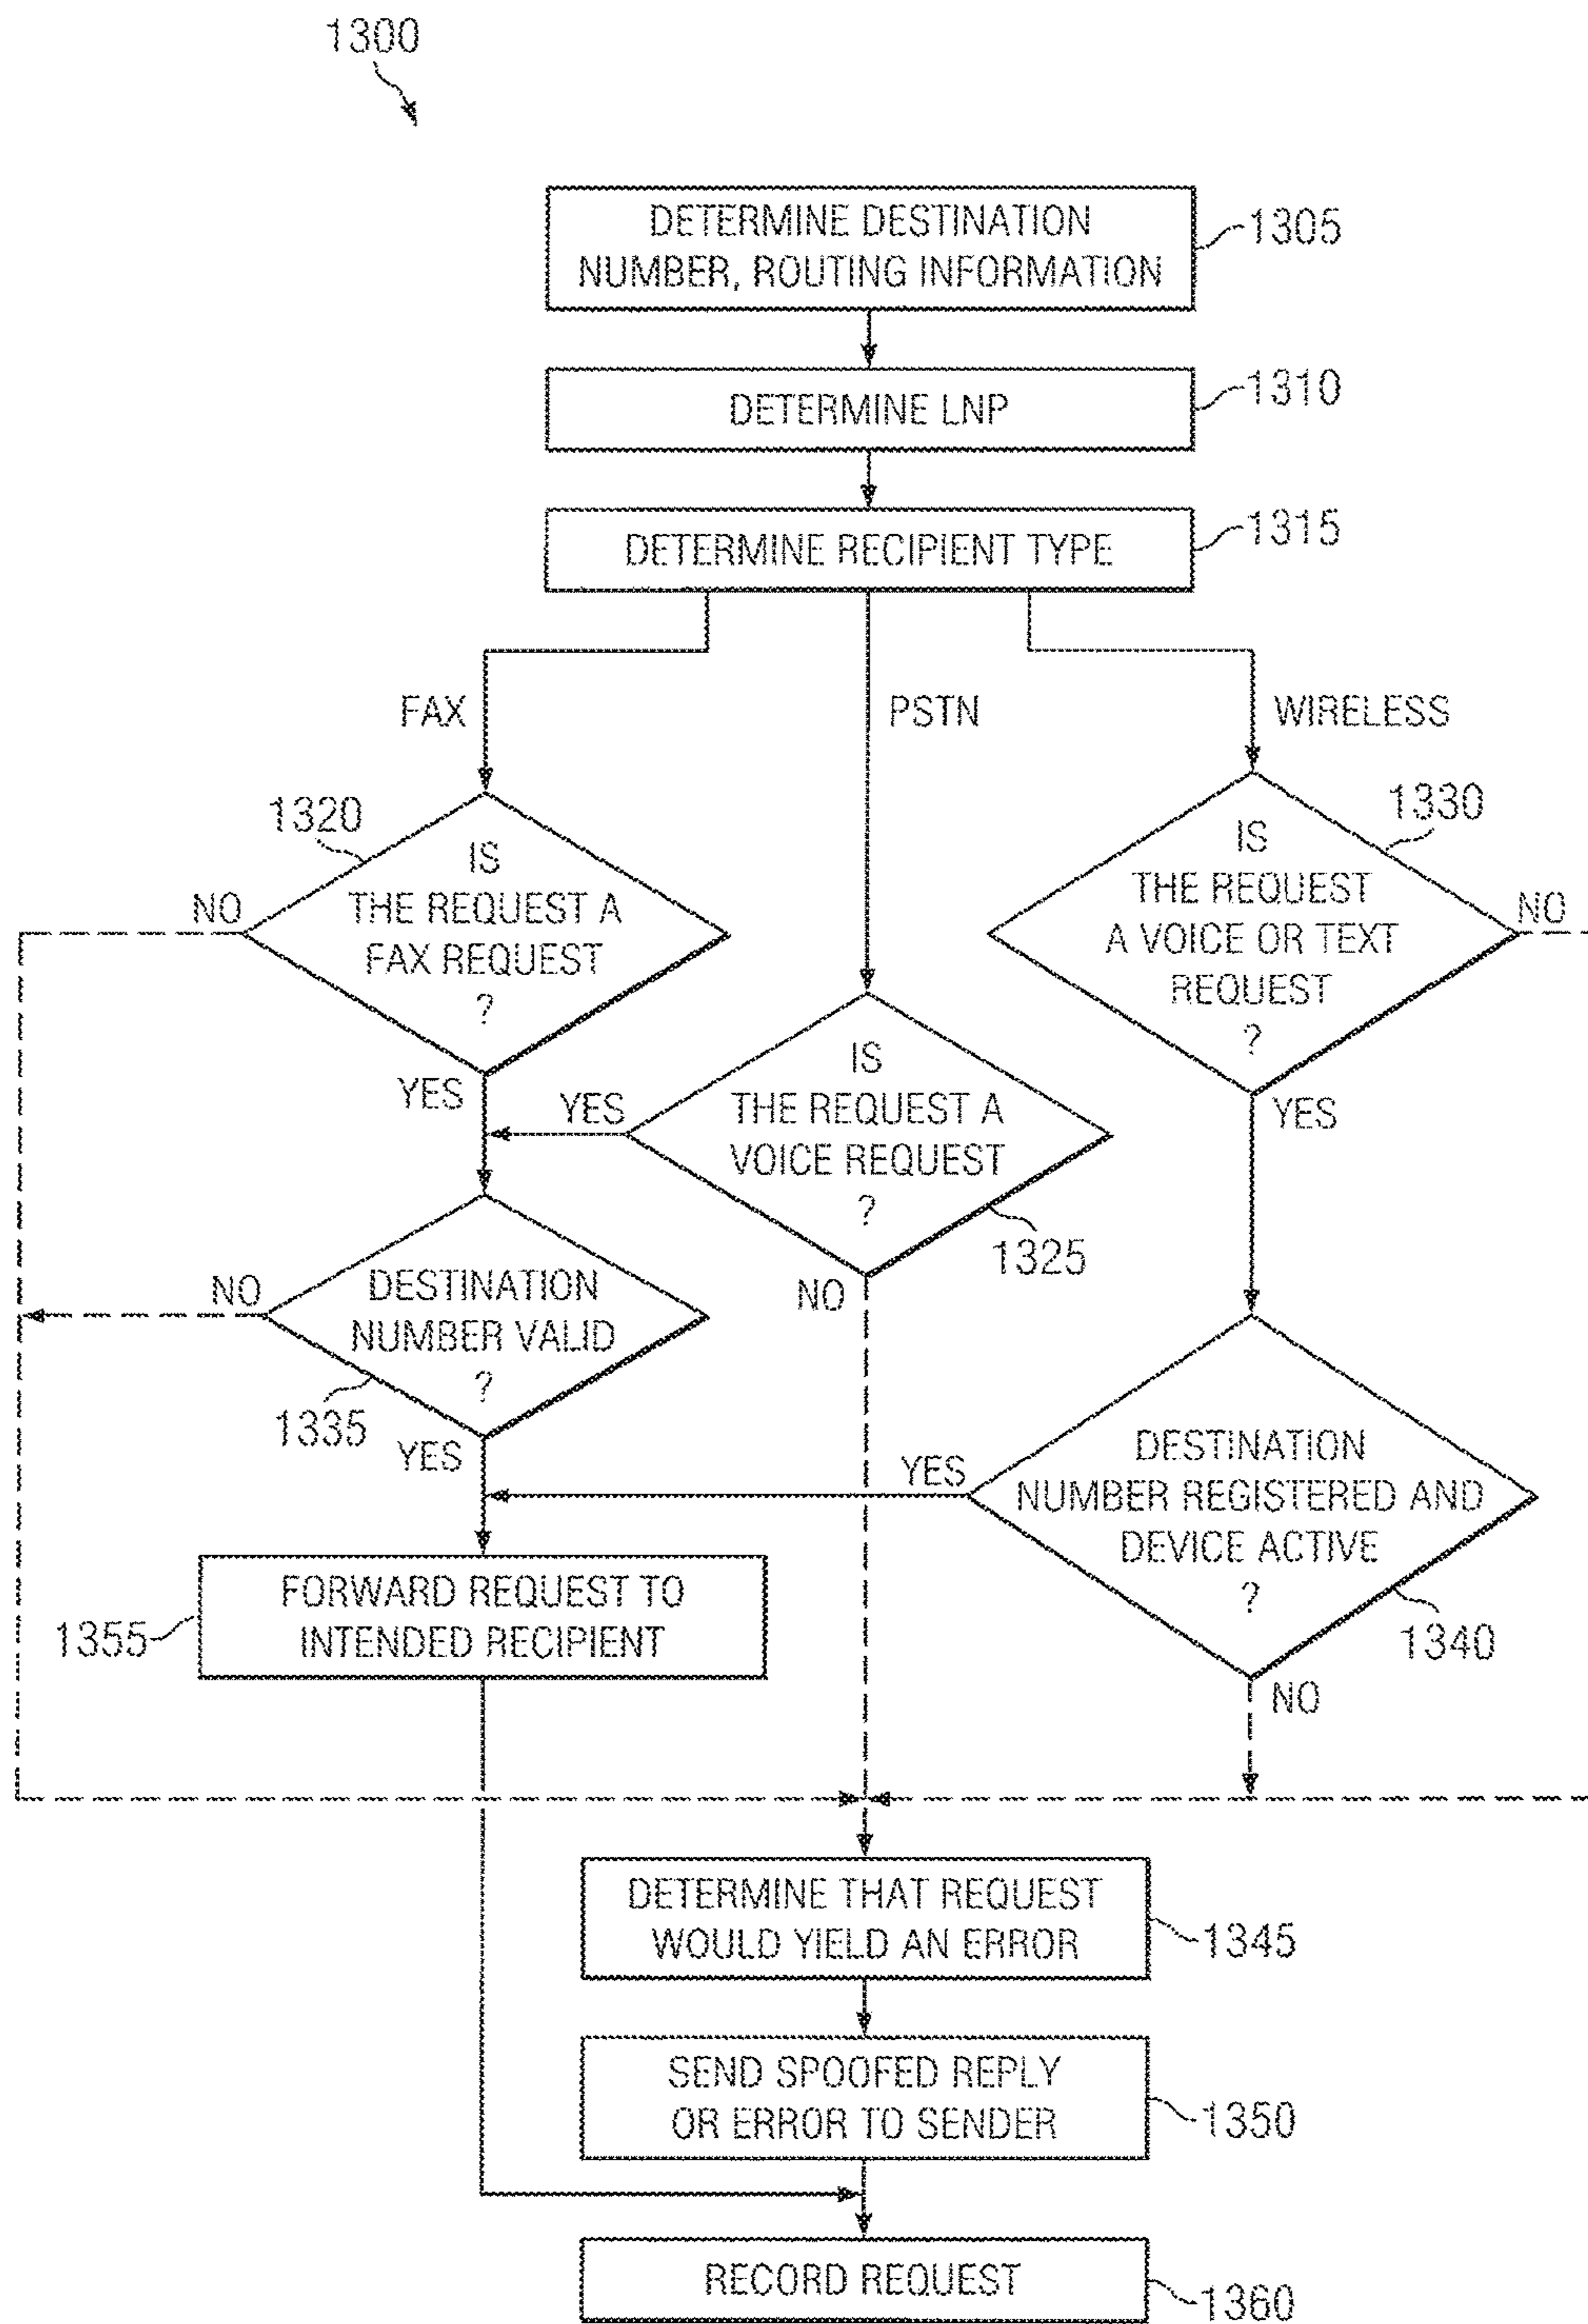 1300
DETERMINE DESTINATION
NUMBER, ROUTING INFORMATION
1305
DETERMINE LNP
1310
DETERMINE RECIPIENT TYPE
1315
FAX
PSTN
WIRELESS
1320
IS
THE REQUEST A
FAX REQUEST
?
NO
YES
1330
IS
THE REQUEST
A VOICE OR TEXT
REQUEST
?
NO
YES
IS
THE REQUEST A
VOICE REQUEST
?
YES
1325
NO
DESTINATION
NUMBER VALID
?
NO
1335
YES
DESTINATION
NUMBER REGISTERED AND
DEVICE ACTIVE
?
YES
1340
NO
FORWARD REQUEST TO
INTENDED RECIPIENT
1355
DETERMINE THAT REQUEST
WOULD YIELD AN ERROR
1345
SEND SPOOFED REPLY
OR ERROR TO SENDER
1350
RECORD REQUEST
1360